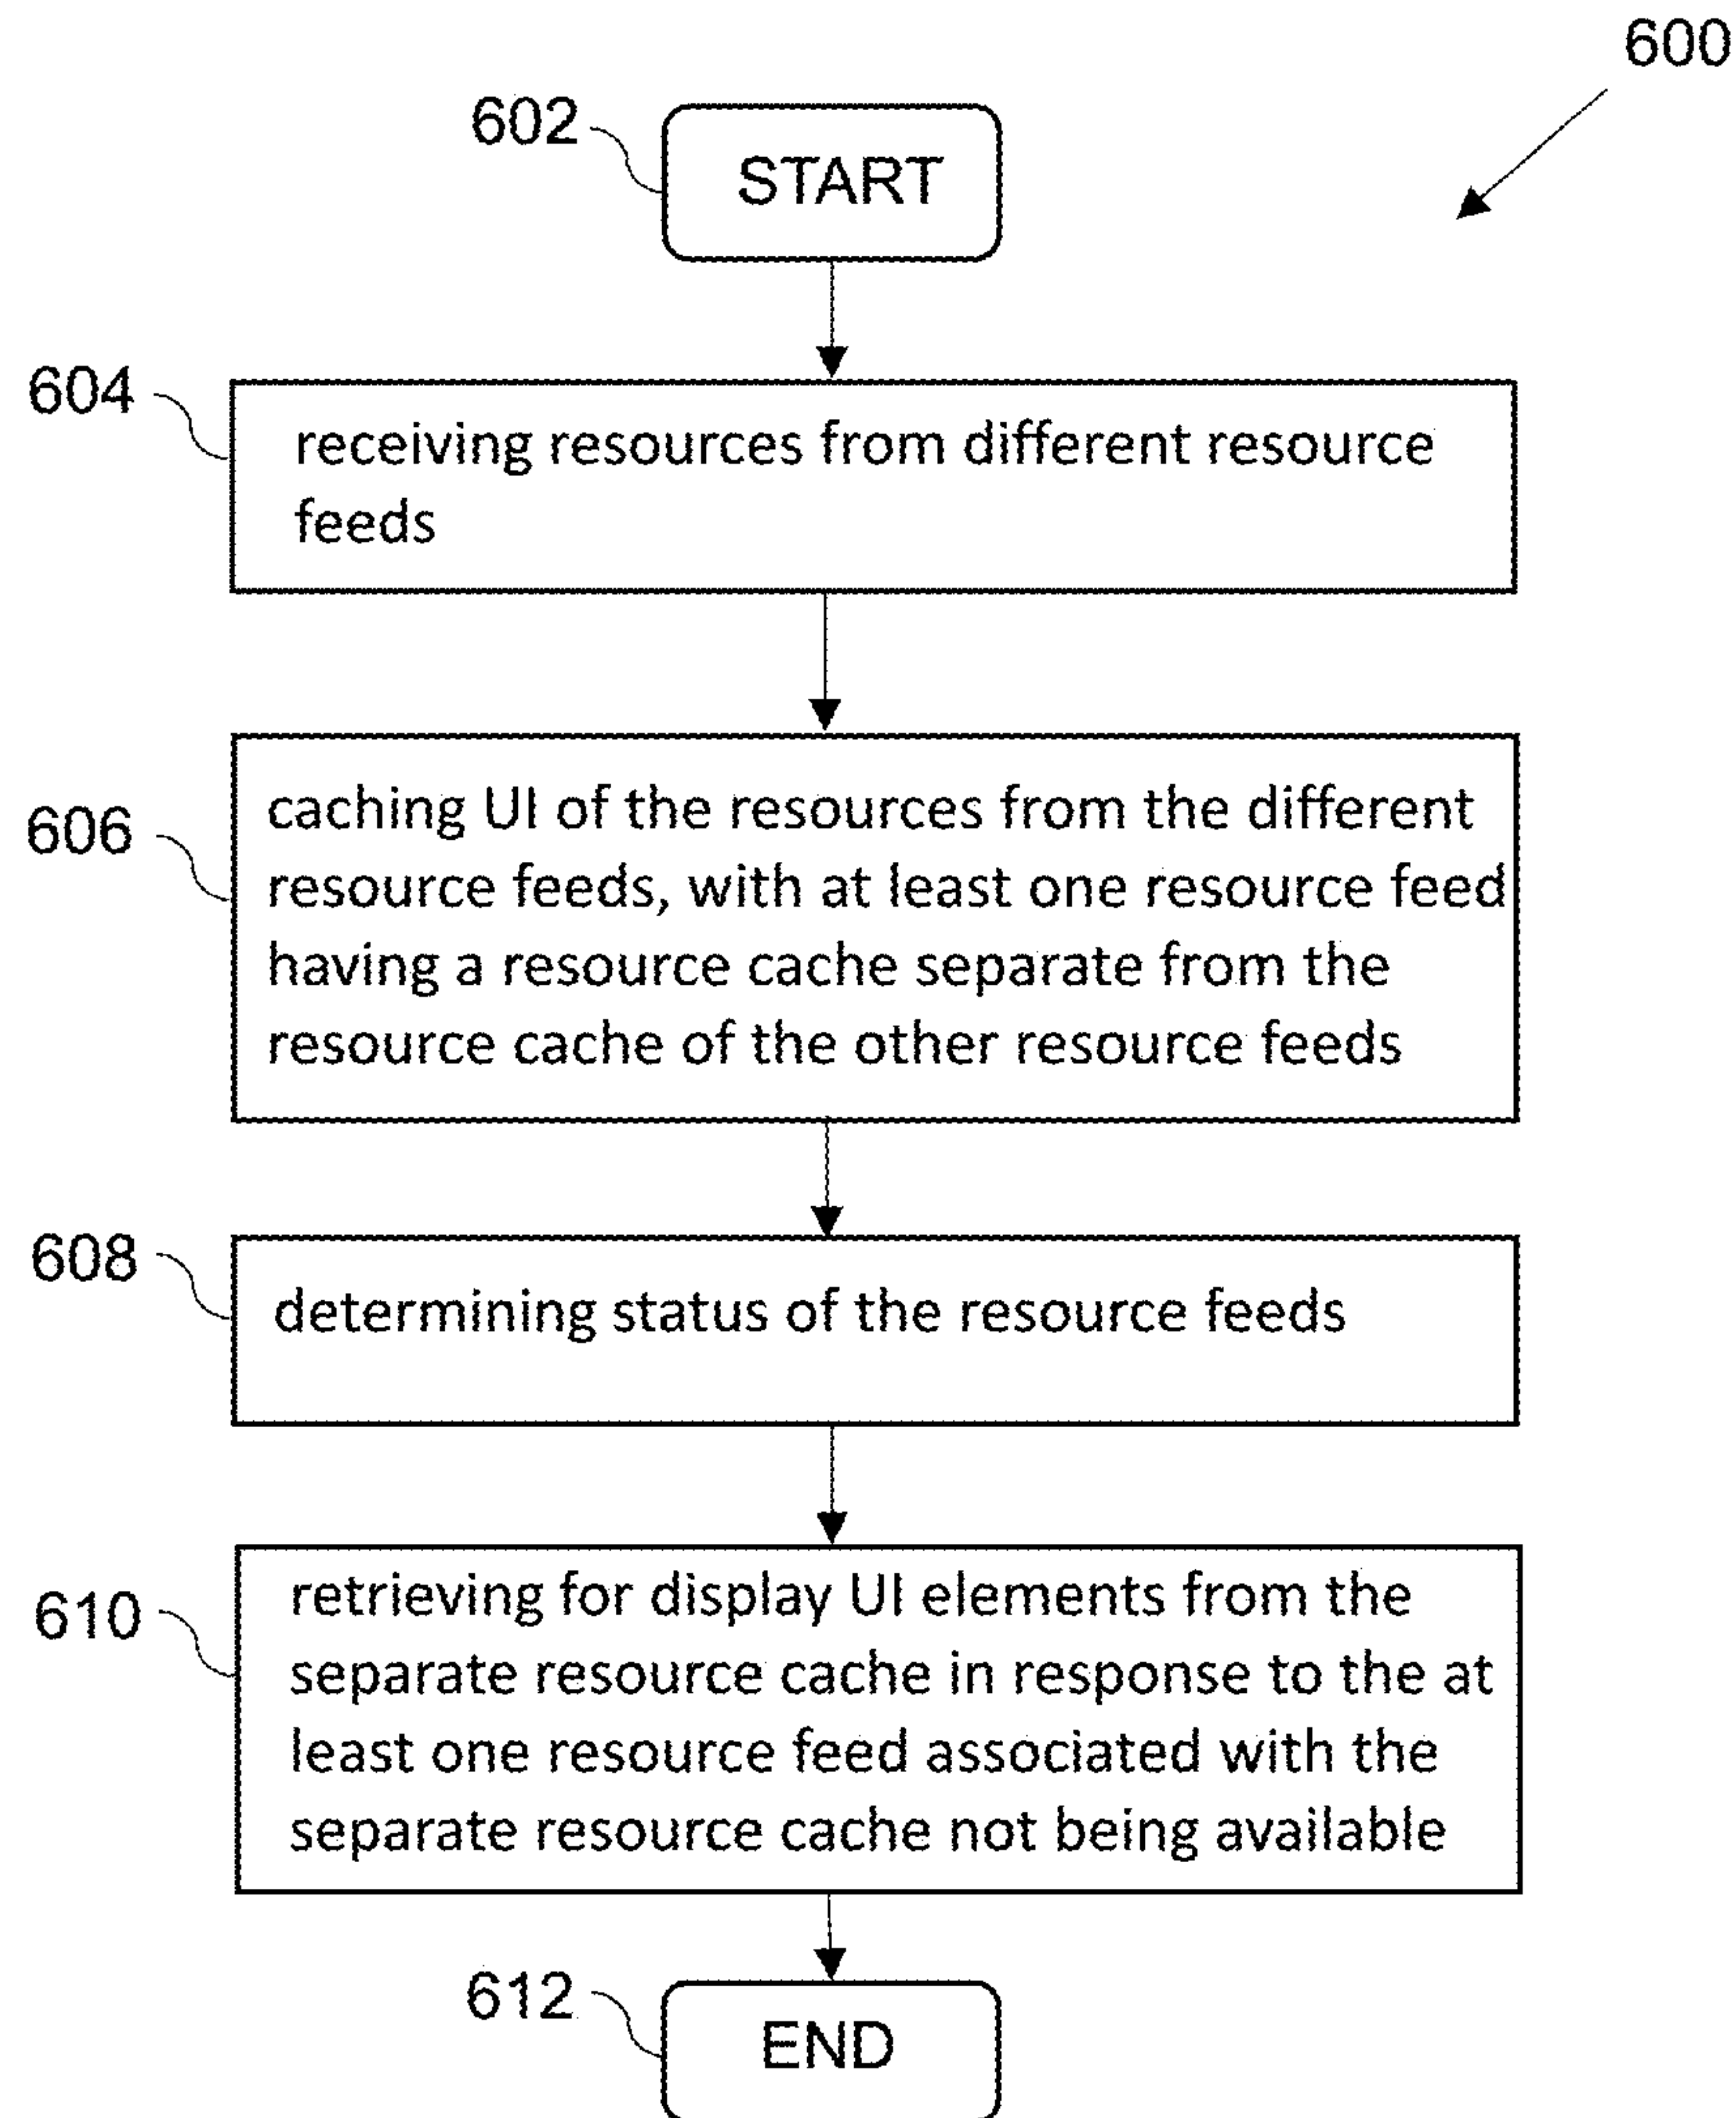 600
602
START
604
receiving resources from different resource
feeds
606
caching UI of the resources from the different
resource feeds, with at least one resource feed
having a resource cache separate from the
resource cache of the other resource feeds
608
determining status of the resource feeds
610
retrieving for display UI elements from the
separate resource cache in response to the at
least one resource feed associated with the
separate resource cache not being available
612
END